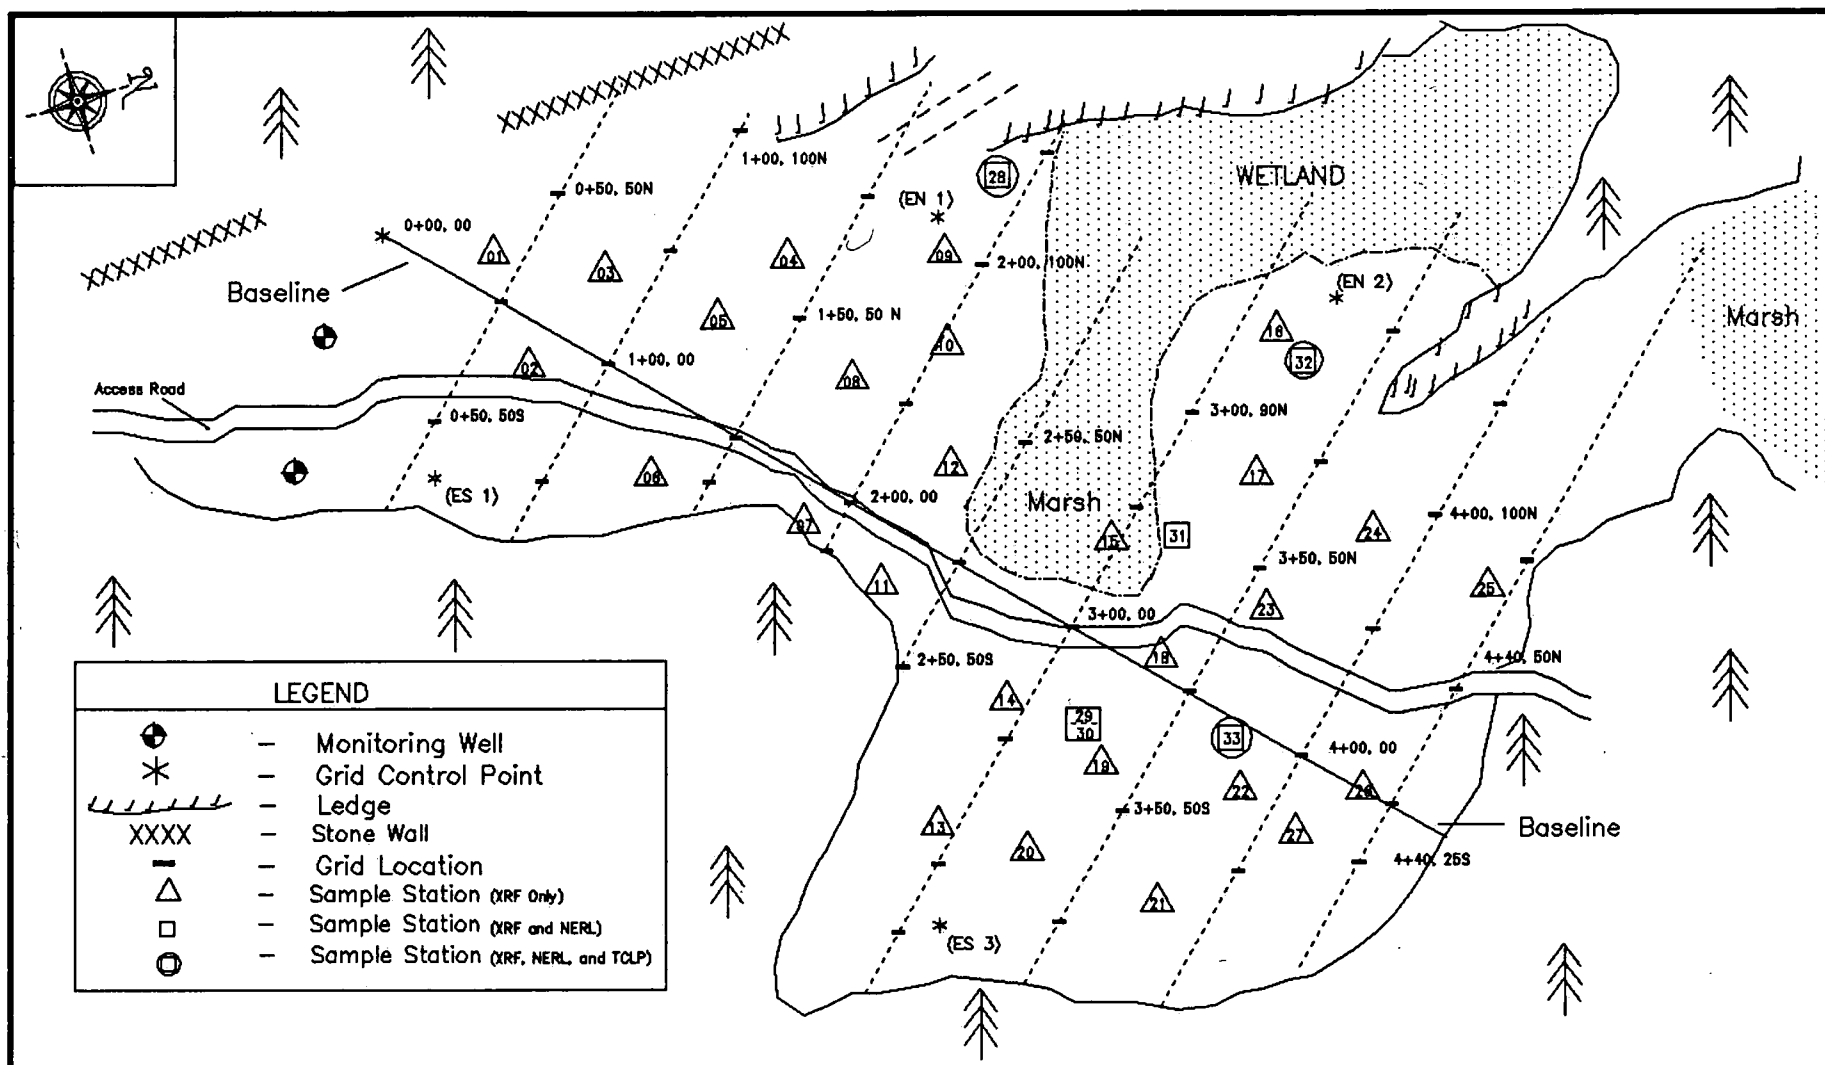 N
1+00, 100N
WETLAND
28
0+50, 50N
(EN 1)
0+00, 00
01
03
04
09
2+00, 100N
(EN 2)
Baseline
05
1+50, 50 N
16
Marsh
10
02
1+00, 00
08
32
Access Road
0+50, 50S
3+00, 90N
2+50, 50N
06
12
17
(ES 1)
2+00, 00
Marsh
4+00, 100N
07
15
31
24
3+50, 50N
11
25
3+00, 00
23
2+50, 50S
18
4+40, 50N
14
29
30
33
4+00, 00
19
22
26
13
3+50, 50S
27
Baseline
20
4+40, 25S
21
(ES 3)
LEGEND
- Monitoring Well
- Grid Control Point
- Ledge
XXXX - Stone Wall
- Grid Location
- Sample Station (XRF Only)
- Sample Station (XRF and NERL)
- Sample Station (XRF, NERL, and TCLP)